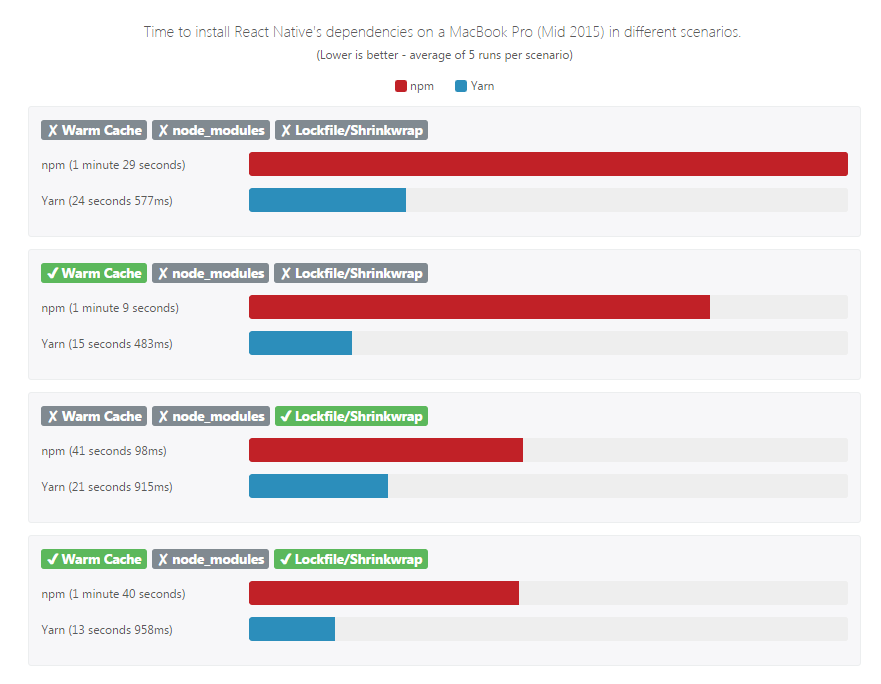 Time to install React Native's dependencies on a MacBook Pro (Mid 2015) in different scenarios.
(Lower is better - average of 5 runs per scenario)
npm Yarn
✗ Warm Cache ✗ node_modules ✗ Lockfile/Shrinkwrap
npm (1 minute 29 seconds)
Yarn (24 seconds 577ms)
✓ Warm Cache ✗ node_modules ✗ Lockfile/Shrinkwrap
npm (1 minute 9 seconds)
Yarn (15 seconds 483ms)
✗ Warm Cache ✗ node_modules ✓ Lockfile/Shrinkwrap
npm (41 seconds 98ms)
Yarn (21 seconds 915ms)
✓ Warm Cache ✗ node_modules ✓ Lockfile/Shrinkwrap
npm (1 minute 40 seconds)
Yarn (13 seconds 958ms)